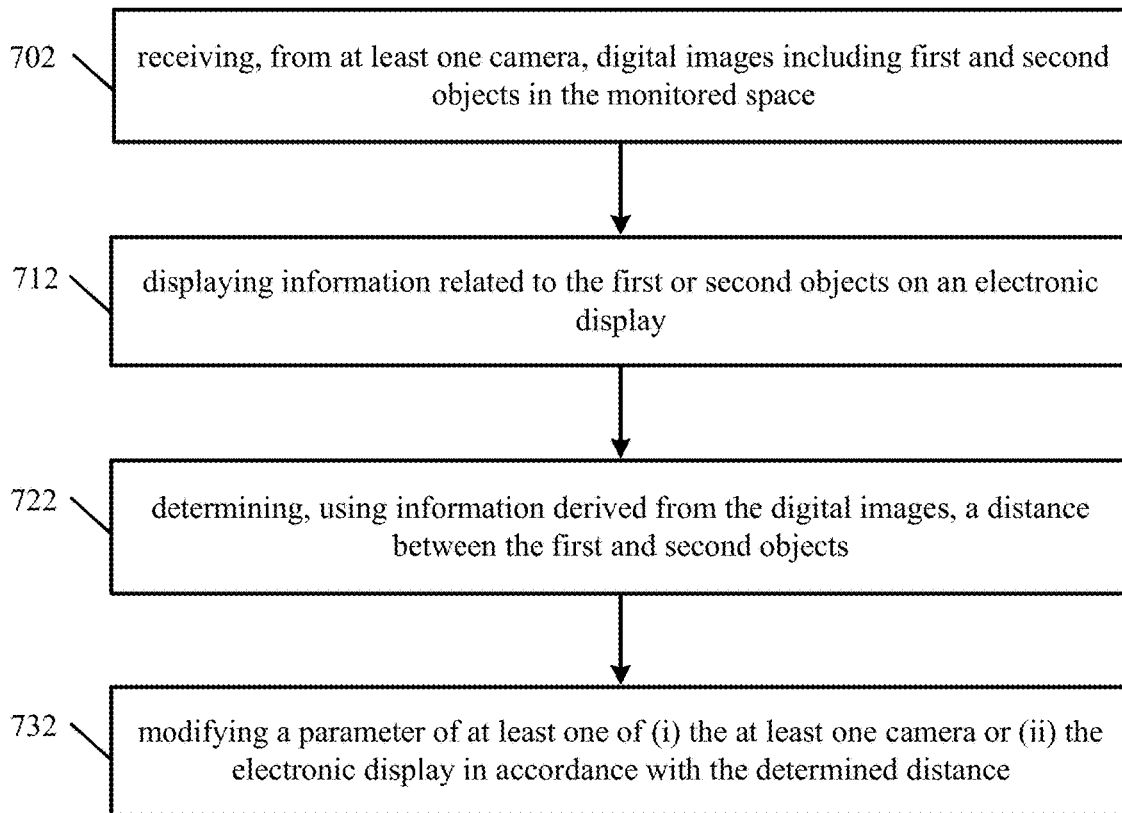 702
receiving, from at least one camera, digital images including first and second
objects in the monitored space
712
displaying information related to the first or second objects on an electronic
display
722
determining, using information derived from the digital images, a distance
between the first and second objects
732
modifying a parameter of at least one of (i) the at least one camera or (ii) the
electronic display in accordance with the determined distance